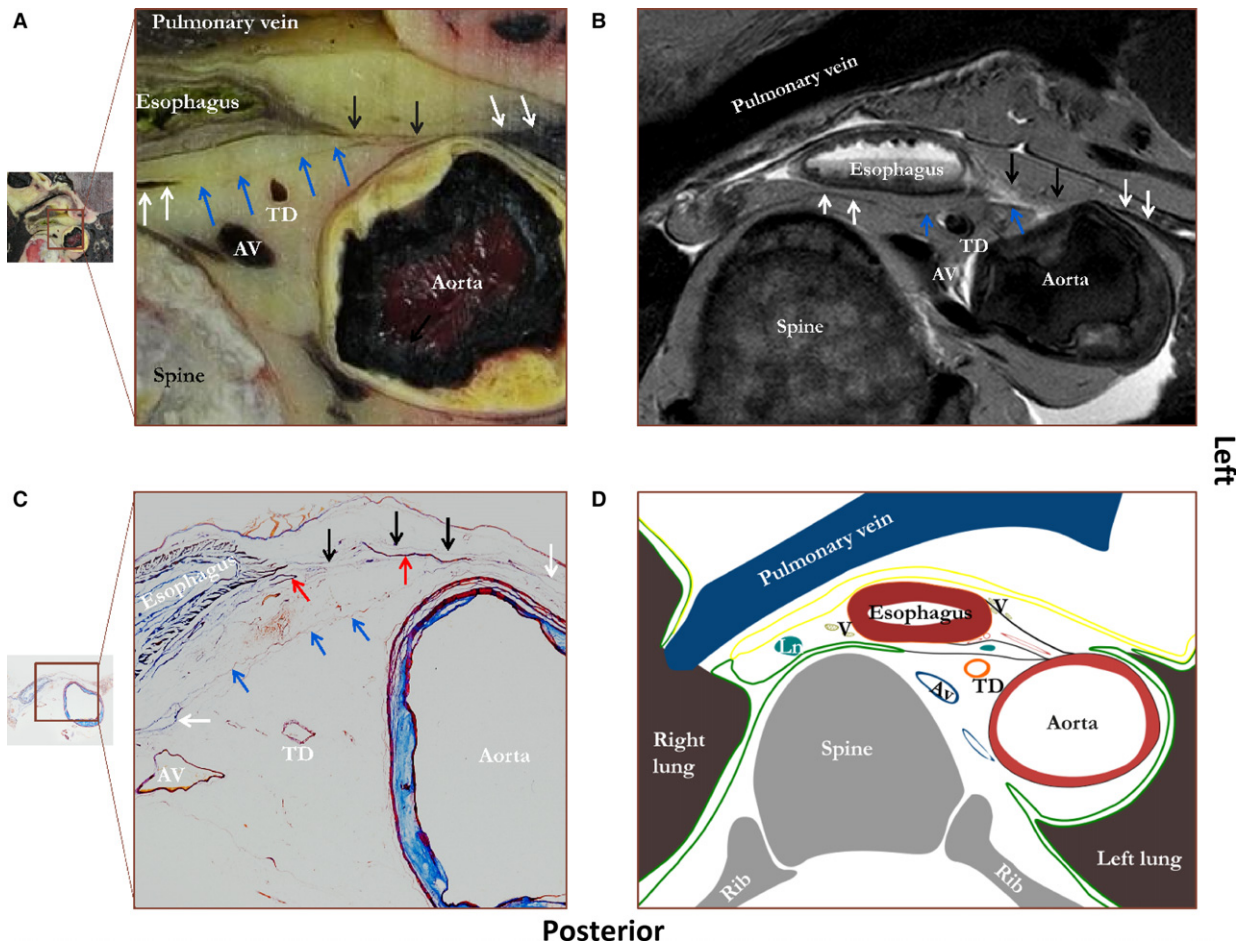 A
Pulmonary vein
Esophagus
TD
AV
Aorta
Spine
B
Pulmonary vein
Esophagus
TD
AV
Aorta
Spine
Left
C
Esophagus
TD
AV
Aorta
D
Pulmonary vein
Esophagus
V
V
Ln
TD
Av
Aorta
Spine
Right
lung
Left lung
Rib
Rib
Posterior